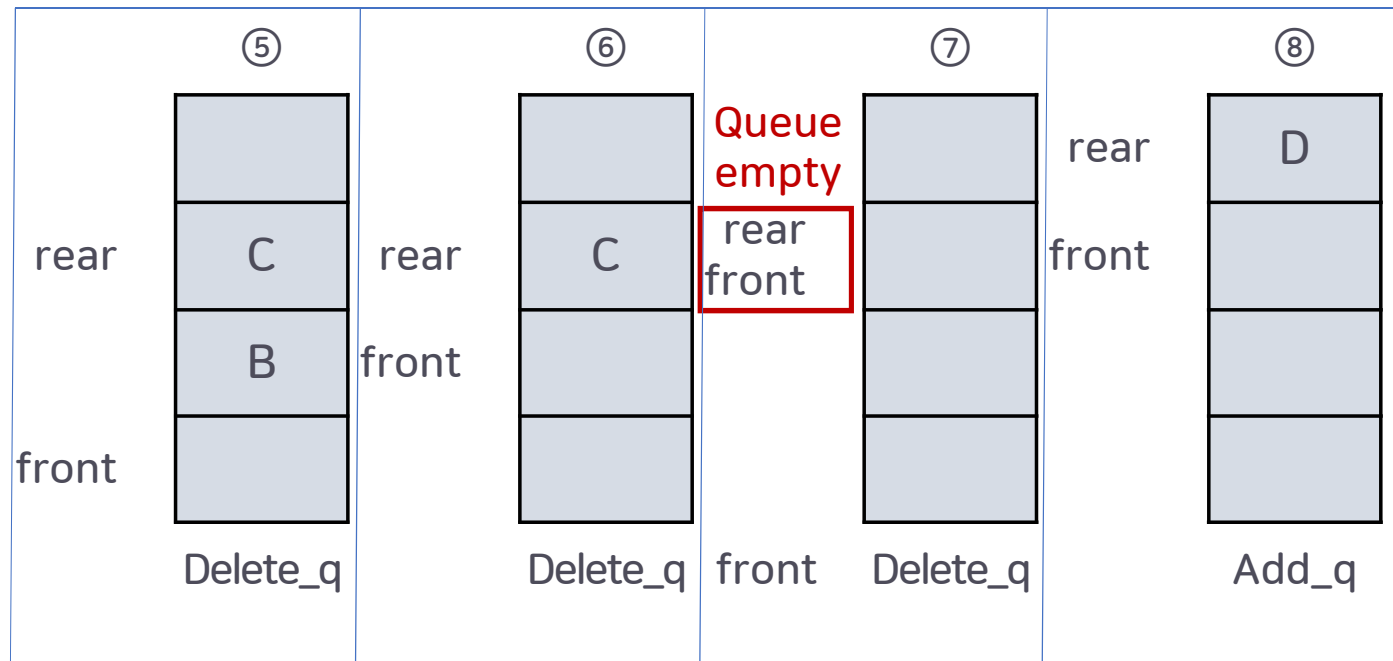 ⑤
rear
C
B
front
Delete_q
⑥
rear
C
front
Delete_q
⑦
Queue
empty
rear
front
front
Delete_q
⑧
rear
D
front
Add_q